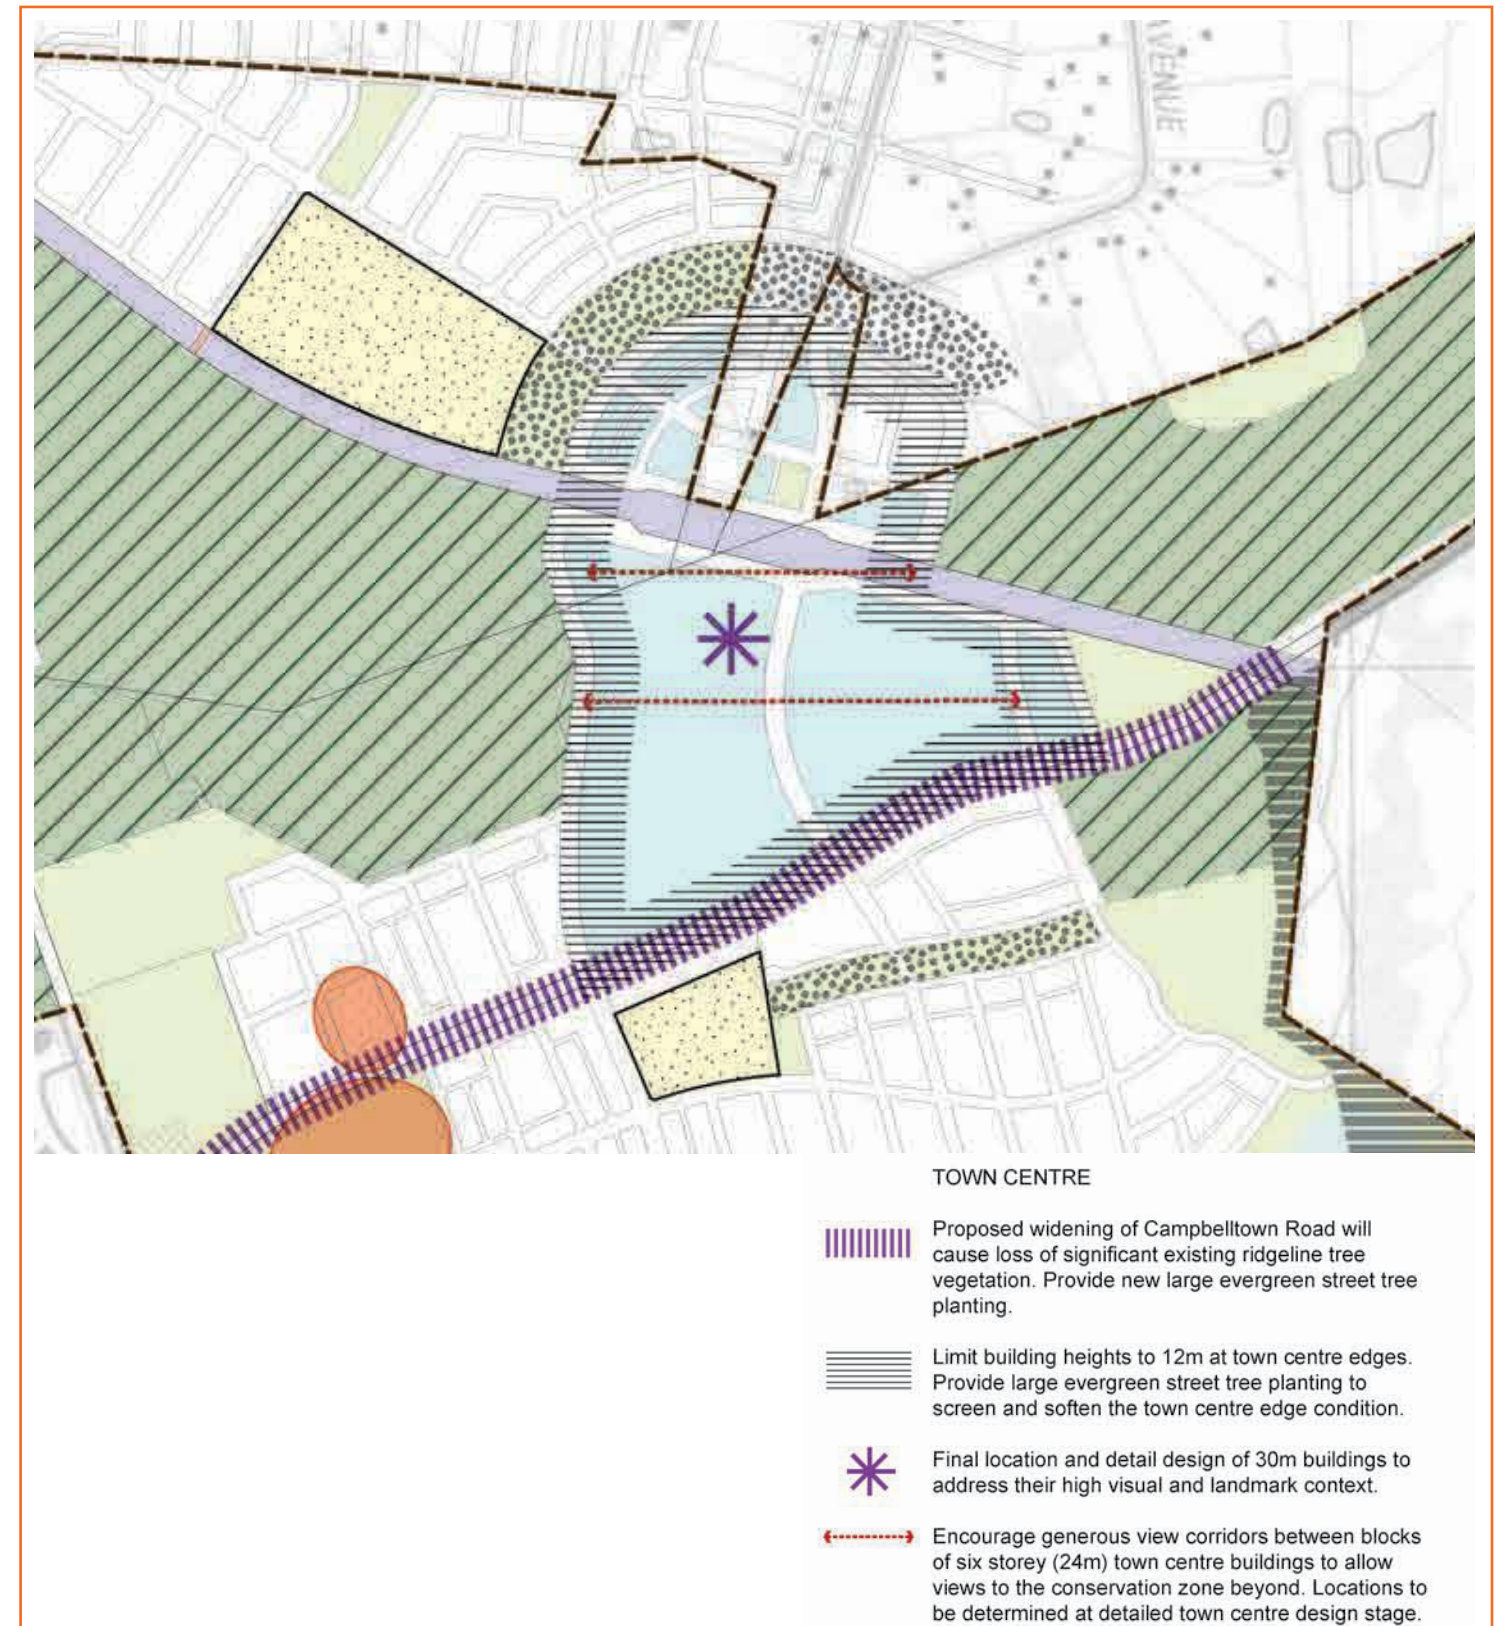 AVENUE
TOWN CENTRE
Proposed widening of Campbelltown Road will
cause loss of significant existing ridgeline tree
vegetation. Provide new large evergreen street tree
planting.
Limit building heights to 12m at town centre edges.
Provide large evergreen street tree planting to
screen and soften the town centre edge condition.
Final location and detail design of 30m buildings to
address their high visual and landmark context.
Encourage generous view corridors between blocks
of six storey (24m) town centre buildings to allow
views to the conservation zone beyond. Locations to
be determined at detailed town centre design stage.